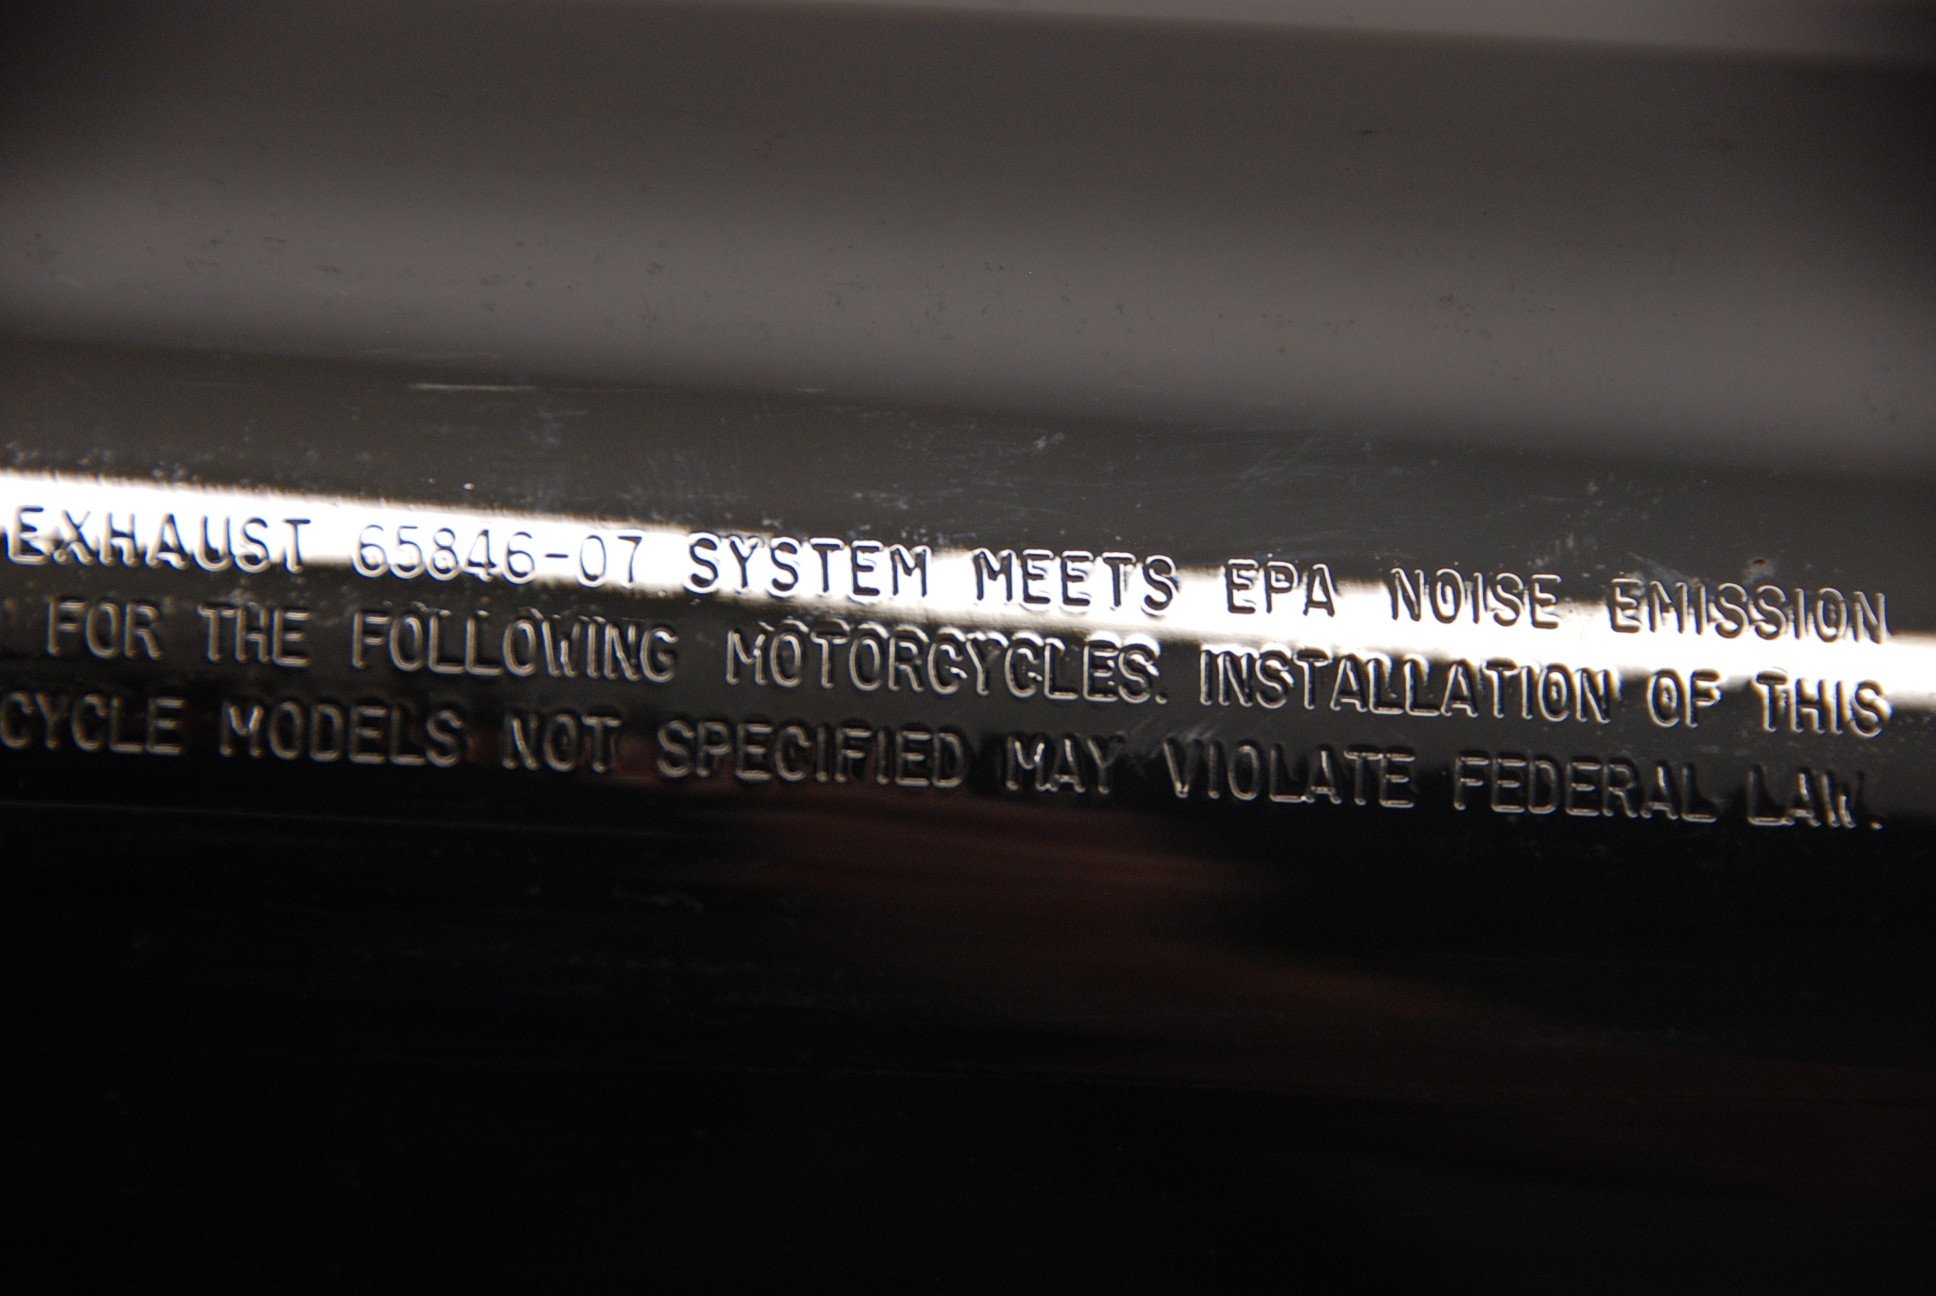 EXHAUST 65846-07 SYSTEM MEETS EPA NOISE EMISSION
FOR THE FOLLOWING MOTORCYCLES. INSTALLATION OF THIS
CYCLE MODELS NOT SPECIFIED MAY VIOLATE FEDERAL LAW.